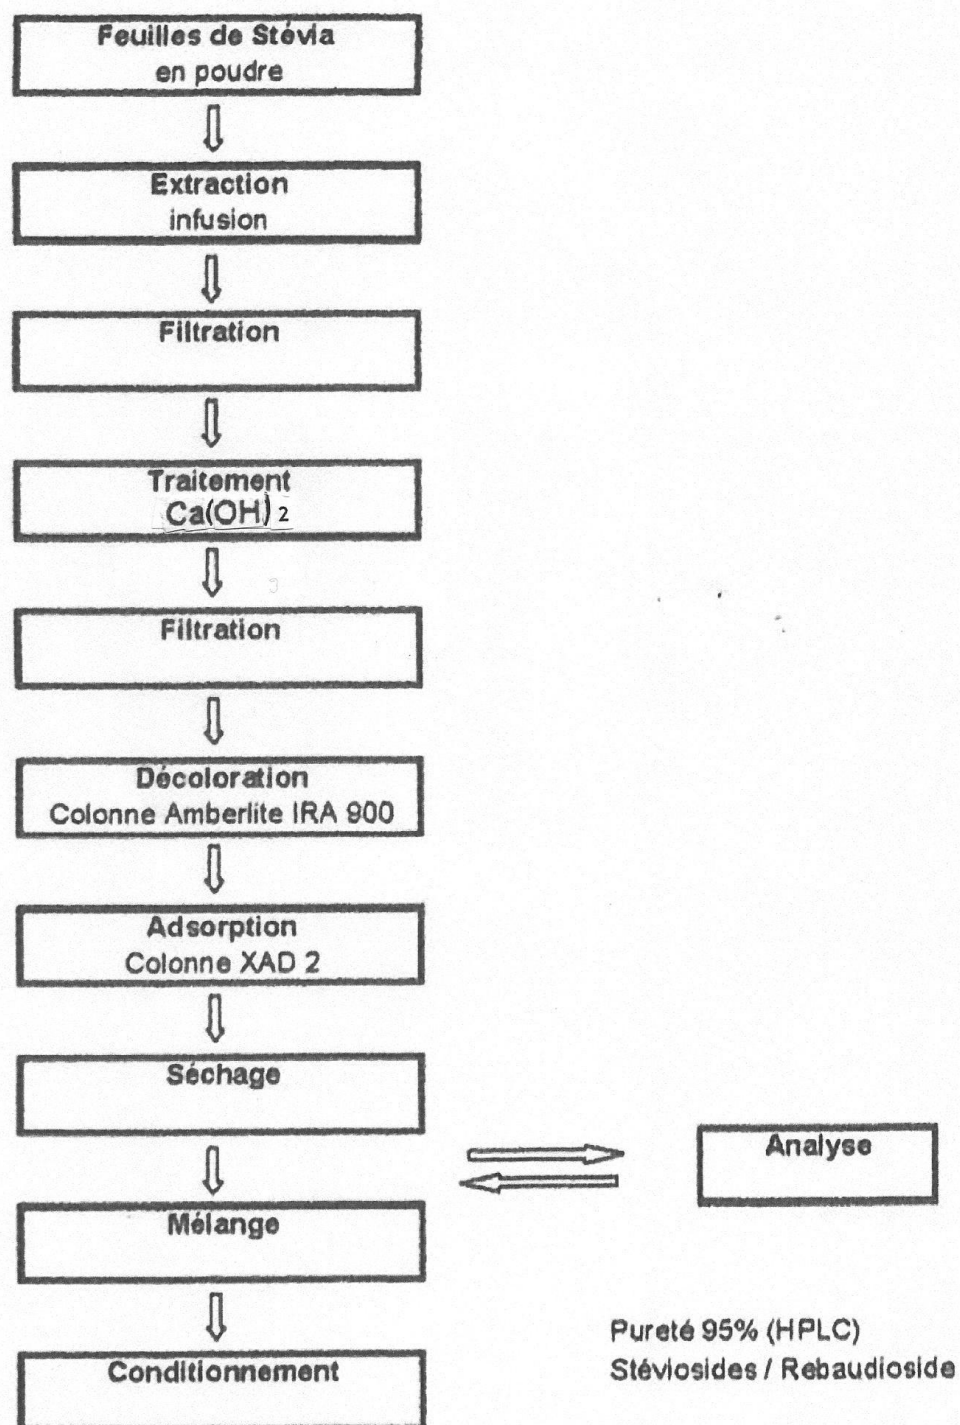 Feuilles de Stévia
en poudre
Extraction
infusion
Filtration
Traitement
Ca(OH) 2
Filtration
Décoloration
Colonne Amberlite IRA 900
Adsorption
Colonne XAD 2
Séchage
Analyse
Mélange
Pureté 95% (HPLC)
Stéviosides / Rebaudioside
Conditionnement